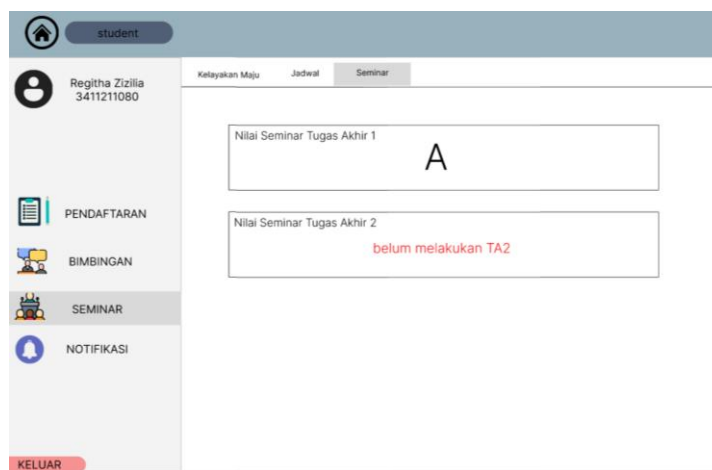 student
Regitha Zizilia
3411211080
Kelayakan Maju
Jadwal
Seminar
Nilai Seminar Tugas Akhir 1
A
Nilai Seminar Tugas Akhir 2
belum melakukan TA2
PENDAFTARAN
BIMBINGAN
SEMINAR
NOTIFIKASI
KELUAR